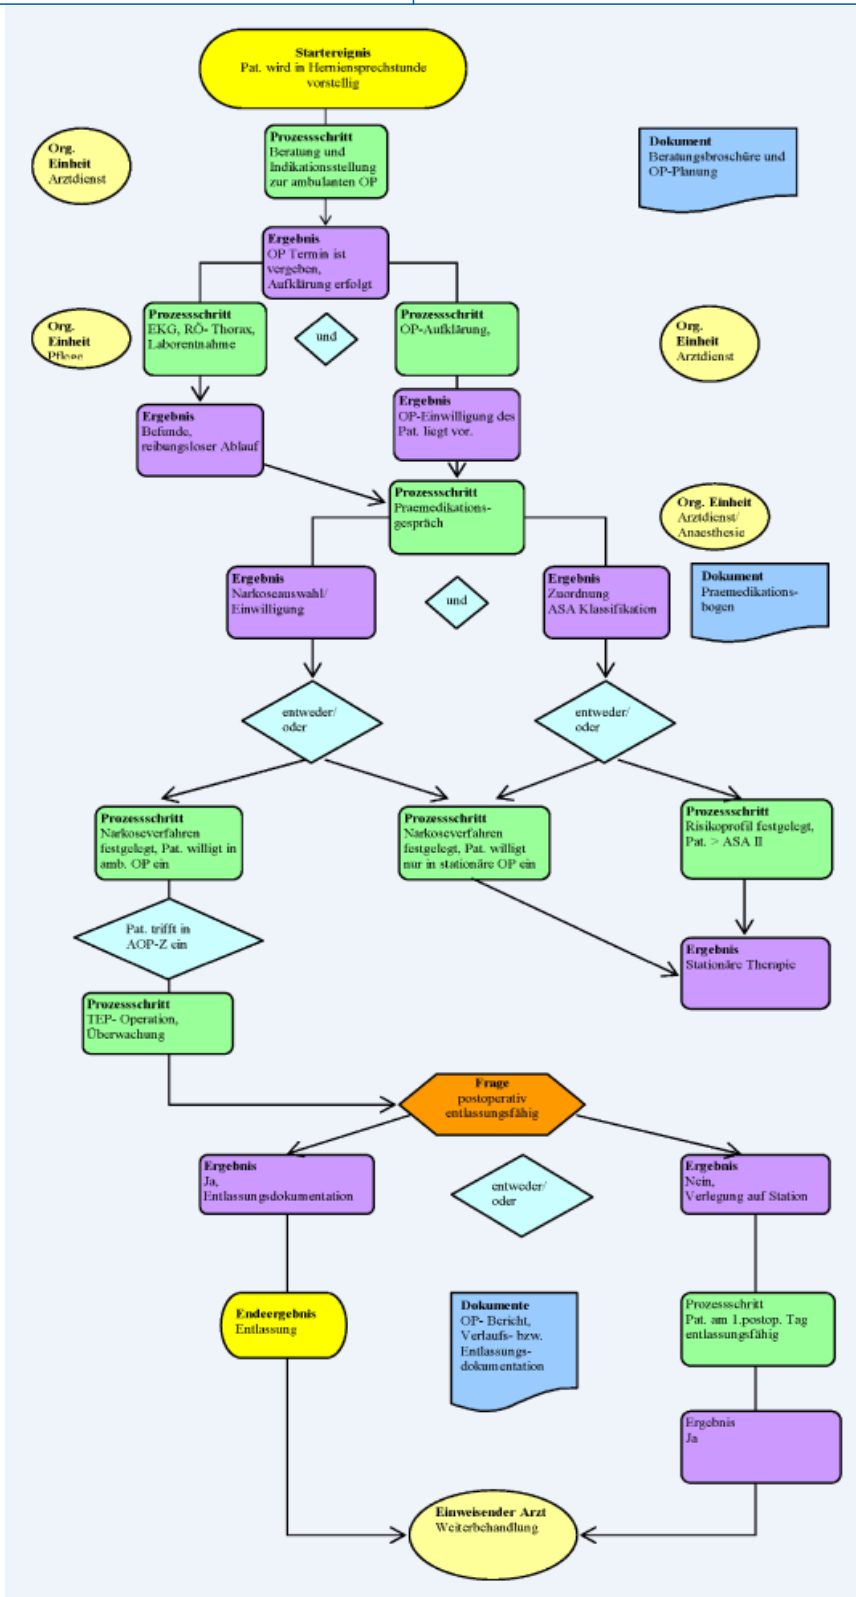 Startereignis
Pat. wird in Herniensprechstunde
vorstellig
Org.
Einheit
Arztdienst
Prozessschritt
Beratung und
Indikationsstellung
zur ambulanten OP
Dokument
Beratungsbroschüre und
OP-Planung
Ergebnis
OP Termin ist
vergeben,
Aufklärung erfolgt
Org.
Einheit
Pflege
Prozessschritt
EKG, RÖ- Thorax,
Laborentnahme
und
Prozessschritt
OP-Aufklärung,
Org.
Einheit
Arztdienst
Ergebnis
Befunde,
reibungsloser Ablauf
Ergebnis
OP-Einwilligung des
Pat. liegt vor.
Prozessschritt
Praemedikations-
gespräch
Org. Einheit
Arztdienst/
Anaesthesie
Ergebnis
Narkoseauswahl/
Einwilligung
und
Ergebnis
Zuordnung
ASA Klassifikation
Dokument
Praemedikations-
bogen
entweder/
oder
entweder/
oder
Prozessschritt
Narkoseverfahren
festgelegt, Pat. willigt in
amb. OP ein
Prozessschritt
Narkoseverfahren
festgelegt, Pat. willigt
nur in stationäre OP ein
Prozessschritt
Risikoprofil festgelegt,
Pat. > ASA II
Pat. trifft in
AOP-Z ein
Ergebnis
Stationäre Therapie
Prozessschritt
TEP- Operation,
Überwachung
Frage
postoperativ
entlassungsfähig
Ergebnis
Ja,
Entlassungsdokumentation
entweder/
oder
Ergebnis
Nein,
Verlegung auf Station
Endeergebnis
Entlassung
Dokumente
OP- Bericht,
Verlaufs- bzw.
Entlassungs-
dokumentation
Prozessschritt
Pat. am 1.postop. Tag
entlassungsfähig
Ergebnis
Ja
Einweisender Arzt
Weiterbehandlung